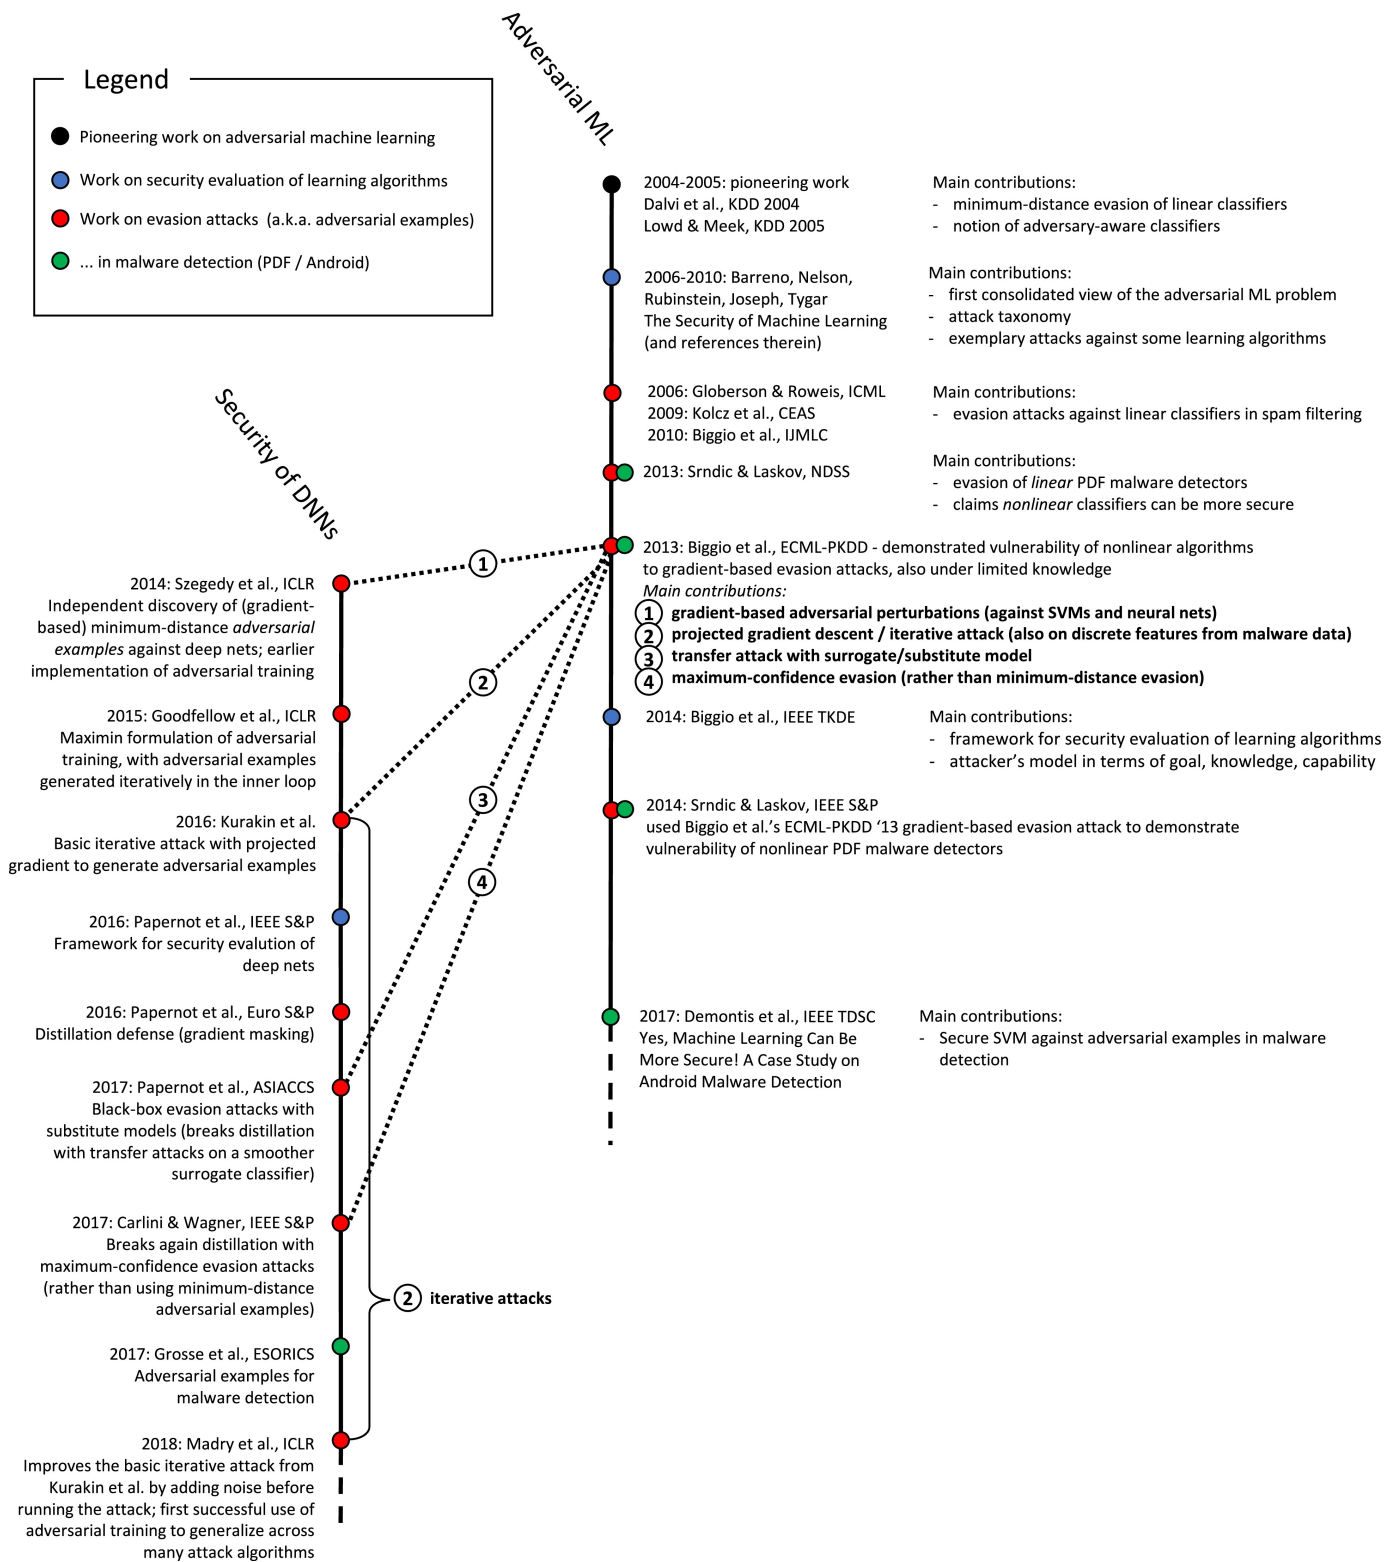 Adversarial ML
Legend
Pioneering work on adversarial machine learning
Work on security evaluation of learning algorithms
Work on evasion attacks (a.k.a. adversarial examples)
... in malware detection (PDF / Android)
2004-2005: pioneering work
Dalvi et al., KDD 2004
Lowd & Meek, KDD 2005
Main contributions:
- minimum-distance evasion of linear classifiers
- notion of adversary-aware classifiers
2006-2010: Barreno, Nelson,
Rubinstein, Joseph, Tygar
The Security of Machine Learning
(and references therein)
Main contributions:
- first consolidated view of the adversarial ML problem
- attack taxonomy
- exemplary attacks against some learning algorithms
2006: Globerson & Roweis, ICML
2009: Kolcz et al., CEAS
2010: Biggio et al., IJMLC
Main contributions:
- evasion attacks against linear classifiers in spam filtering
2013: Srndic & Laskov, NDSS
Main contributions:
- evasion of linear PDF malware detectors
- claims nonlinear classifiers can be more secure
2013: Biggio et al., ECML-PKDD - demonstrated vulnerability of nonlinear algorithms
to gradient-based evasion attacks, also under limited knowledge
Main contributions:
1 gradient-based adversarial perturbations (against SVMs and neural nets)
2 projected gradient descent / iterative attack (also on discrete features from malware data)
3 transfer attack with surrogate/substitute model
4 maximum-confidence evasion (rather than minimum-distance evasion)
2014: Biggio et al., IEEE TKDE
Main contributions:
- framework for security evaluation of learning algorithms
- attacker's model in terms of goal, knowledge, capability
2014: Srndic & Laskov, IEEE S&P
used Biggio et al.'s ECML-PKDD ‘13 gradient-based evasion attack to demonstrate
vulnerability of nonlinear PDF malware detectors
2017: Demontis et al., IEEE TDSC
Yes, Machine Learning Can Be
More Secure! A Case Study on
Android Malware Detection
Main contributions:
- Secure SVM against adversarial examples in malware
detection
Security of DNNs
1
2
3
4
2014: Szegedy et al., ICLR
Independent discovery of (gradient-
based) minimum-distance adversarial
examples against deep nets; earlier
implementation of adversarial training
2015: Goodfellow et al., ICLR
Maximin formulation of adversarial
training, with adversarial examples
generated iteratively in the inner loop
2016: Kurakin et al.
Basic iterative attack with projected
gradient to generate adversarial examples
2016: Papernot et al., IEEE S&P
Framework for security evalution of
deep nets
2016: Papernot et al., Euro S&P
Distillation defense (gradient masking)
2017: Papernot et al., ASIACCS
Black-box evasion attacks with
substitute models (breaks distillation
with transfer attacks on a smoother
surrogate classifier)
2017: Carlini & Wagner, IEEE S&P
Breaks again distillation with
maximum-confidence evasion attacks
(rather than using minimum-distance
adversarial examples)
2 iterative attacks
2017: Grosse et al., ESORICS
Adversarial examples for
malware detection
2018: Madry et al., ICLR
Improves the basic iterative attack from
Kurakin et al. by adding noise before
running the attack; first successful use of
adversarial training to generalize across
many attack algorithms